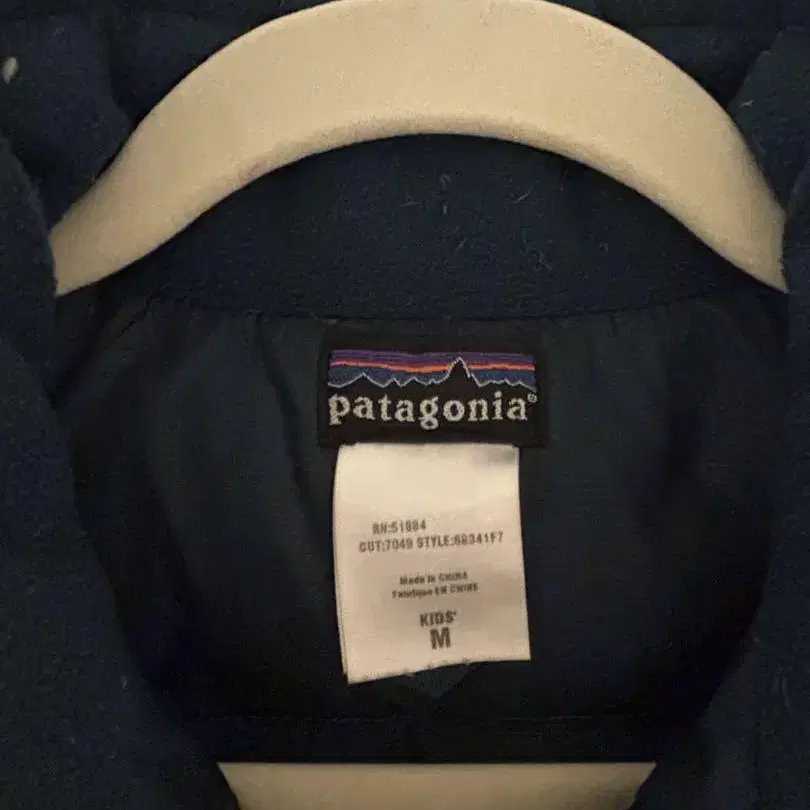 patagonia®
RN:51884
CUT:7049 STYLE:68341F7
Made in CHINA
Fabriqué EN CHINE
KIDS'
M